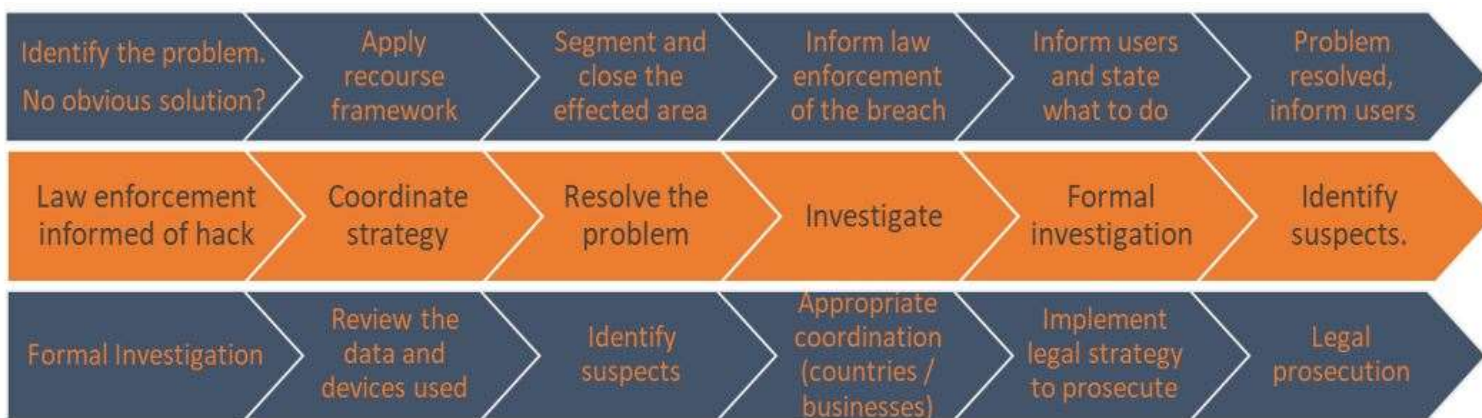 Identify the problem.
No obvious solution?
Apply
recourse
framework
Segment and
close the
effected area
Inform law
enforcement
of the breach
Inform users
and state
what to do
Problem
resolved,
inform users
Law enforcement
informed of hack
Coordinate
strategy
Resolve the
problem
Investigate
Formal
investigation
Identify
suspects.
Formal Investigation
Review the
data and
devices used
Identify
suspects
Appropriate
coordination
(countries /
businesses)
Implement
legal strategy
to prosecute
Legal
prosecution